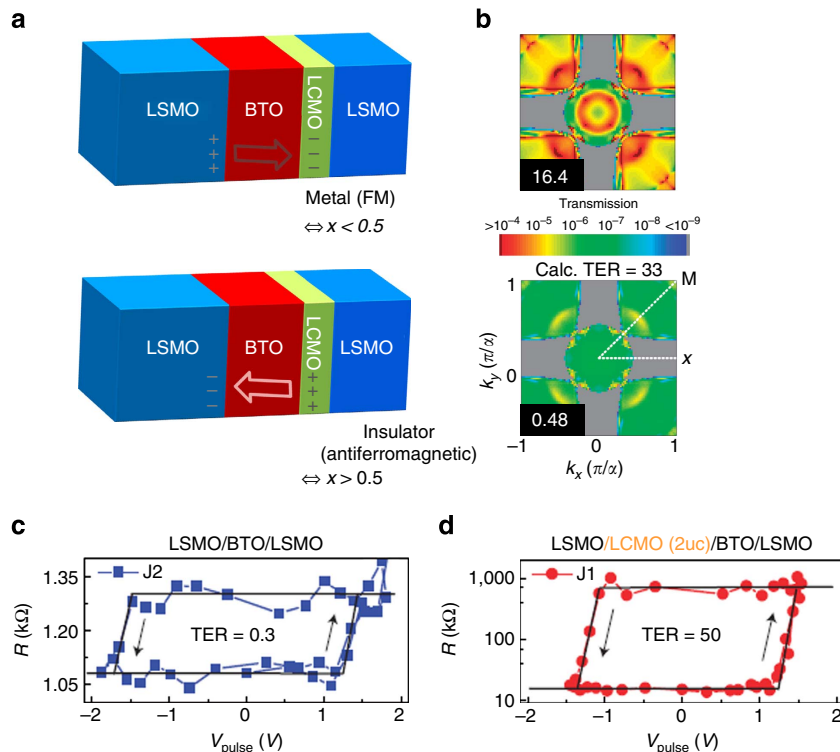 a
LSMO
BTO
LCMO
LSMO
+
+
+
–
–
–
Metal (FM)
⇔ x < 0.5
LSMO
BTO
LCMO
LSMO
–
–
–
+
+
+
Insulator
(antiferromagnetic)
⇔ x > 0.5
b
16.4
Transmission
>10⁻⁴ 10⁻⁵ 10⁻⁶ 10⁻⁷ 10⁻⁸ <10⁻⁹
Calc. TER = 33
1
M
k_y (π/α)
x
0
0.48
–1 0 1
k_x (π/α)
c
LSMO/BTO/LSMO
J2
R (kΩ)
1.35
1.20
TER = 0.3
1.05
–2 –1 0 1 2
V_pulse (V)
d
LSMO/LCMO (2uc)/BTO/LSMO
J1
R (kΩ)
1,000
100
TER = 50
10
–2 –1 0 1 2
V_pulse (V)